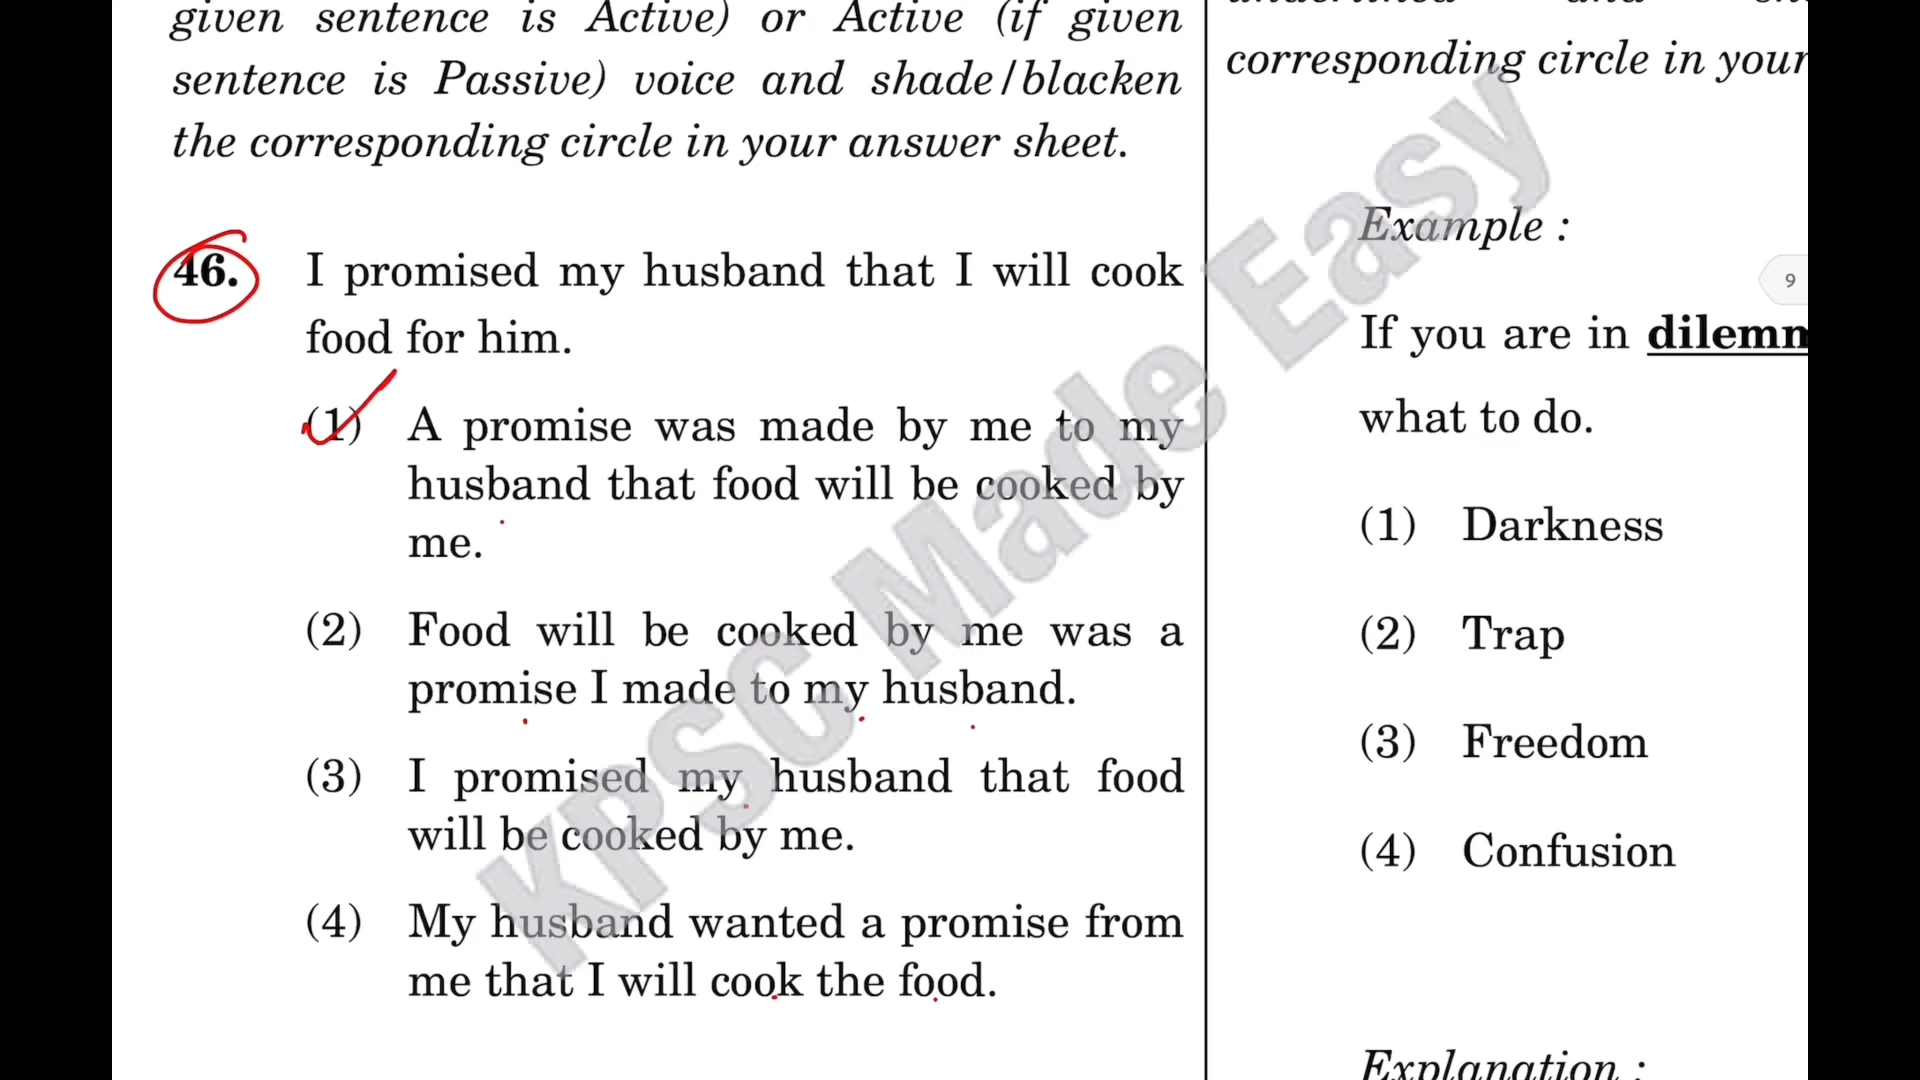 given sentence is Active) or Active (if given
sentence is Passive) voice and shade/blacken
the corresponding circle in your answer sheet.
46. I promised my husband that I will cook
food for him.
(1) A promise was made by me to my
husband that food will be cooked by
me.
(2) Food will be cooked by me was a
promise I made to my husband.
(3) I promised my husband that food
will be cooked by me.
(4) My husband wanted a promise from
me that I will cook the food.
corresponding circle in your
Example :
9
If you are in
what to do.
(1) Darkness
(2) Trap
(3) Freedom
(4) Confusion
Explanation :
KPSC Made Easy